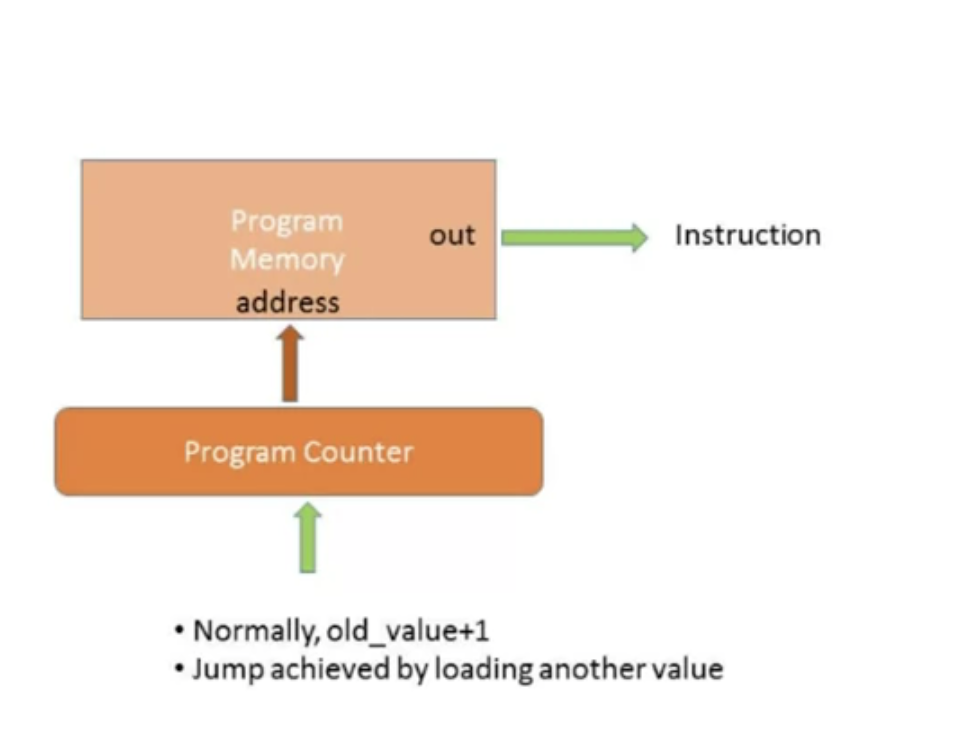 Program
Memory
out
Instruction
address
Program Counter
• Normally, old_value+1
• Jump achieved by loading another value